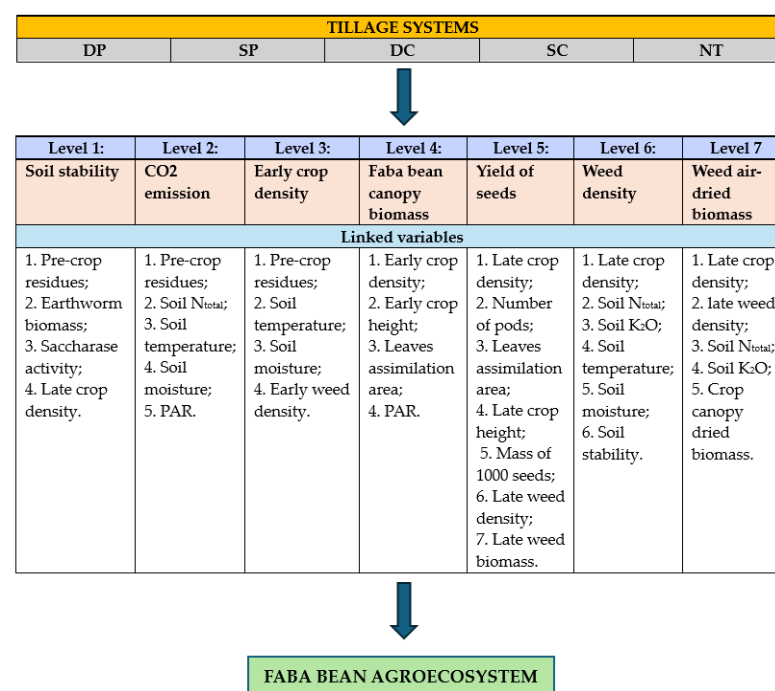 TILLAGE SYSTEMS
DP SP DC SC NT
Level 1: Level 2: Level 3: Level 4: Level 5: Level 6: Level 7
Soil stability
CO2
emission
Early crop
density
Faba bean
canopy
biomass
Yield of
seeds
Weed
density
Weed air-
dried
biomass
Linked variables
1. Pre-crop
residues;
2. Earthworm
biomass;
3. Saccharase
activity;
4. Late crop
density.
1. Pre-crop
residues;
2. Soil Ntotal;
3. Soil
temperature;
4. Soil
moisture;
5. PAR.
1. Pre-crop
residues;
2. Soil
temperature;
3. Soil
moisture;
4. Early weed
density.
1. Early crop
density;
2. Early crop
height;
3. Leaves
assimilation
area;
4. PAR.
1. Late crop
density;
2. Number
of pods;
3. Leaves
assimilation
area;
4. Late crop
height;
5. Mass of
1000 seeds;
6. Late weed
density;
7. Late weed
biomass.
1. Late crop
density;
2. Soil Ntotal;
3. Soil K2O;
4. Soil
temperature;
5. Soil
moisture;
6. Soil
stability.
1. Late crop
density;
2. late weed
density;
3. Soil Ntotal;
4. Soil K2O;
5. Crop
canopy
dried
biomass.
FABA BEAN AGROECOSYSTEM